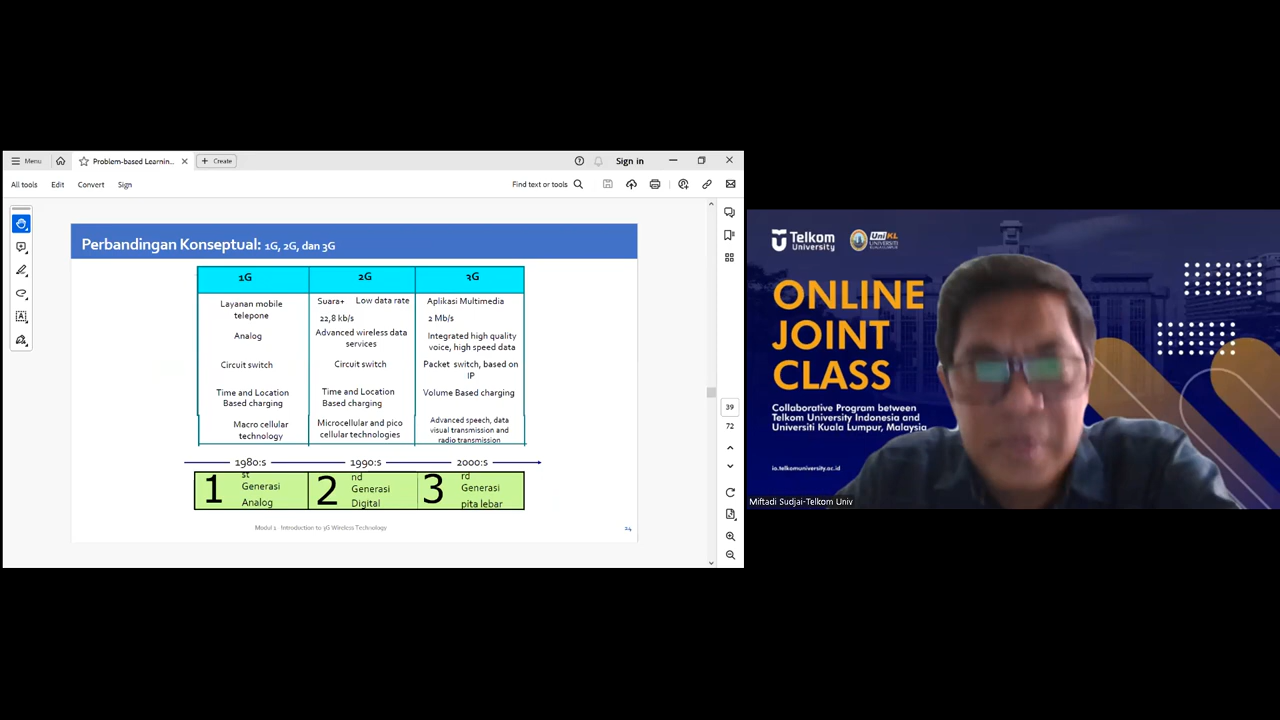 Menu
Problem-based Learnin...
Create
Sign in
All tools
Edit
Convert
Sign
Find text or tools
Perbandingan Konseptual: 1G, 2G, dan 3G
1G 2G 3G
Layanan mobile
telepone
Suara+ Low data rate
22,8 kb/s
Aplikasi Multimedia
2 Mb/s
Analog
Advanced wireless data
services
Integrated high quality
voice, high speed data
Circuit switch
Circuit switch
Packet switch, based on
IP
Time and Location
Based charging
Time and Location
Based charging
Volume Based charging
Macro cellular
technology
Microcellular and pico
cellular technologies
Advanced speech, data
visual transmission and
radio transmission
1980:s 1990:s 2000:s
1 st
Generasi
Analog
2 nd
Generasi
Digital
3 rd
Generasi
pita lebar
Modul 1 Introduction to 3G Wireless Technology
24
39
72
Telkom
University
UniKL
UNIVERSITI
KUALA LUMPUR
ONLINE
JOINT
CLASS
Collaborative Program between
Telkom University Indonesia and
Universiti Kuala Lumpur, Malaysia
io.telkomuniversity.ac.id
Miftadi Sudjai-Telkom Univ